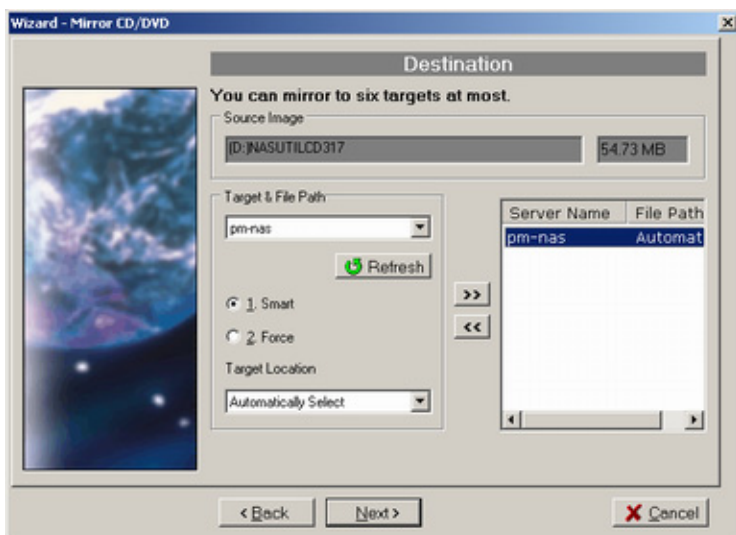 Wizard - Mirror CD/DVD
Destination
You can mirror to six targets at most.
Source Image
(D:)NASUTILCD317
54.73 MB
Target & File Path
pm-nas
Refresh
1. Smart
2. Force
Target Location
Automatically Select
>>
<<
Server Name File Path
pm-nas Automat
< Back
Next >
Cancel